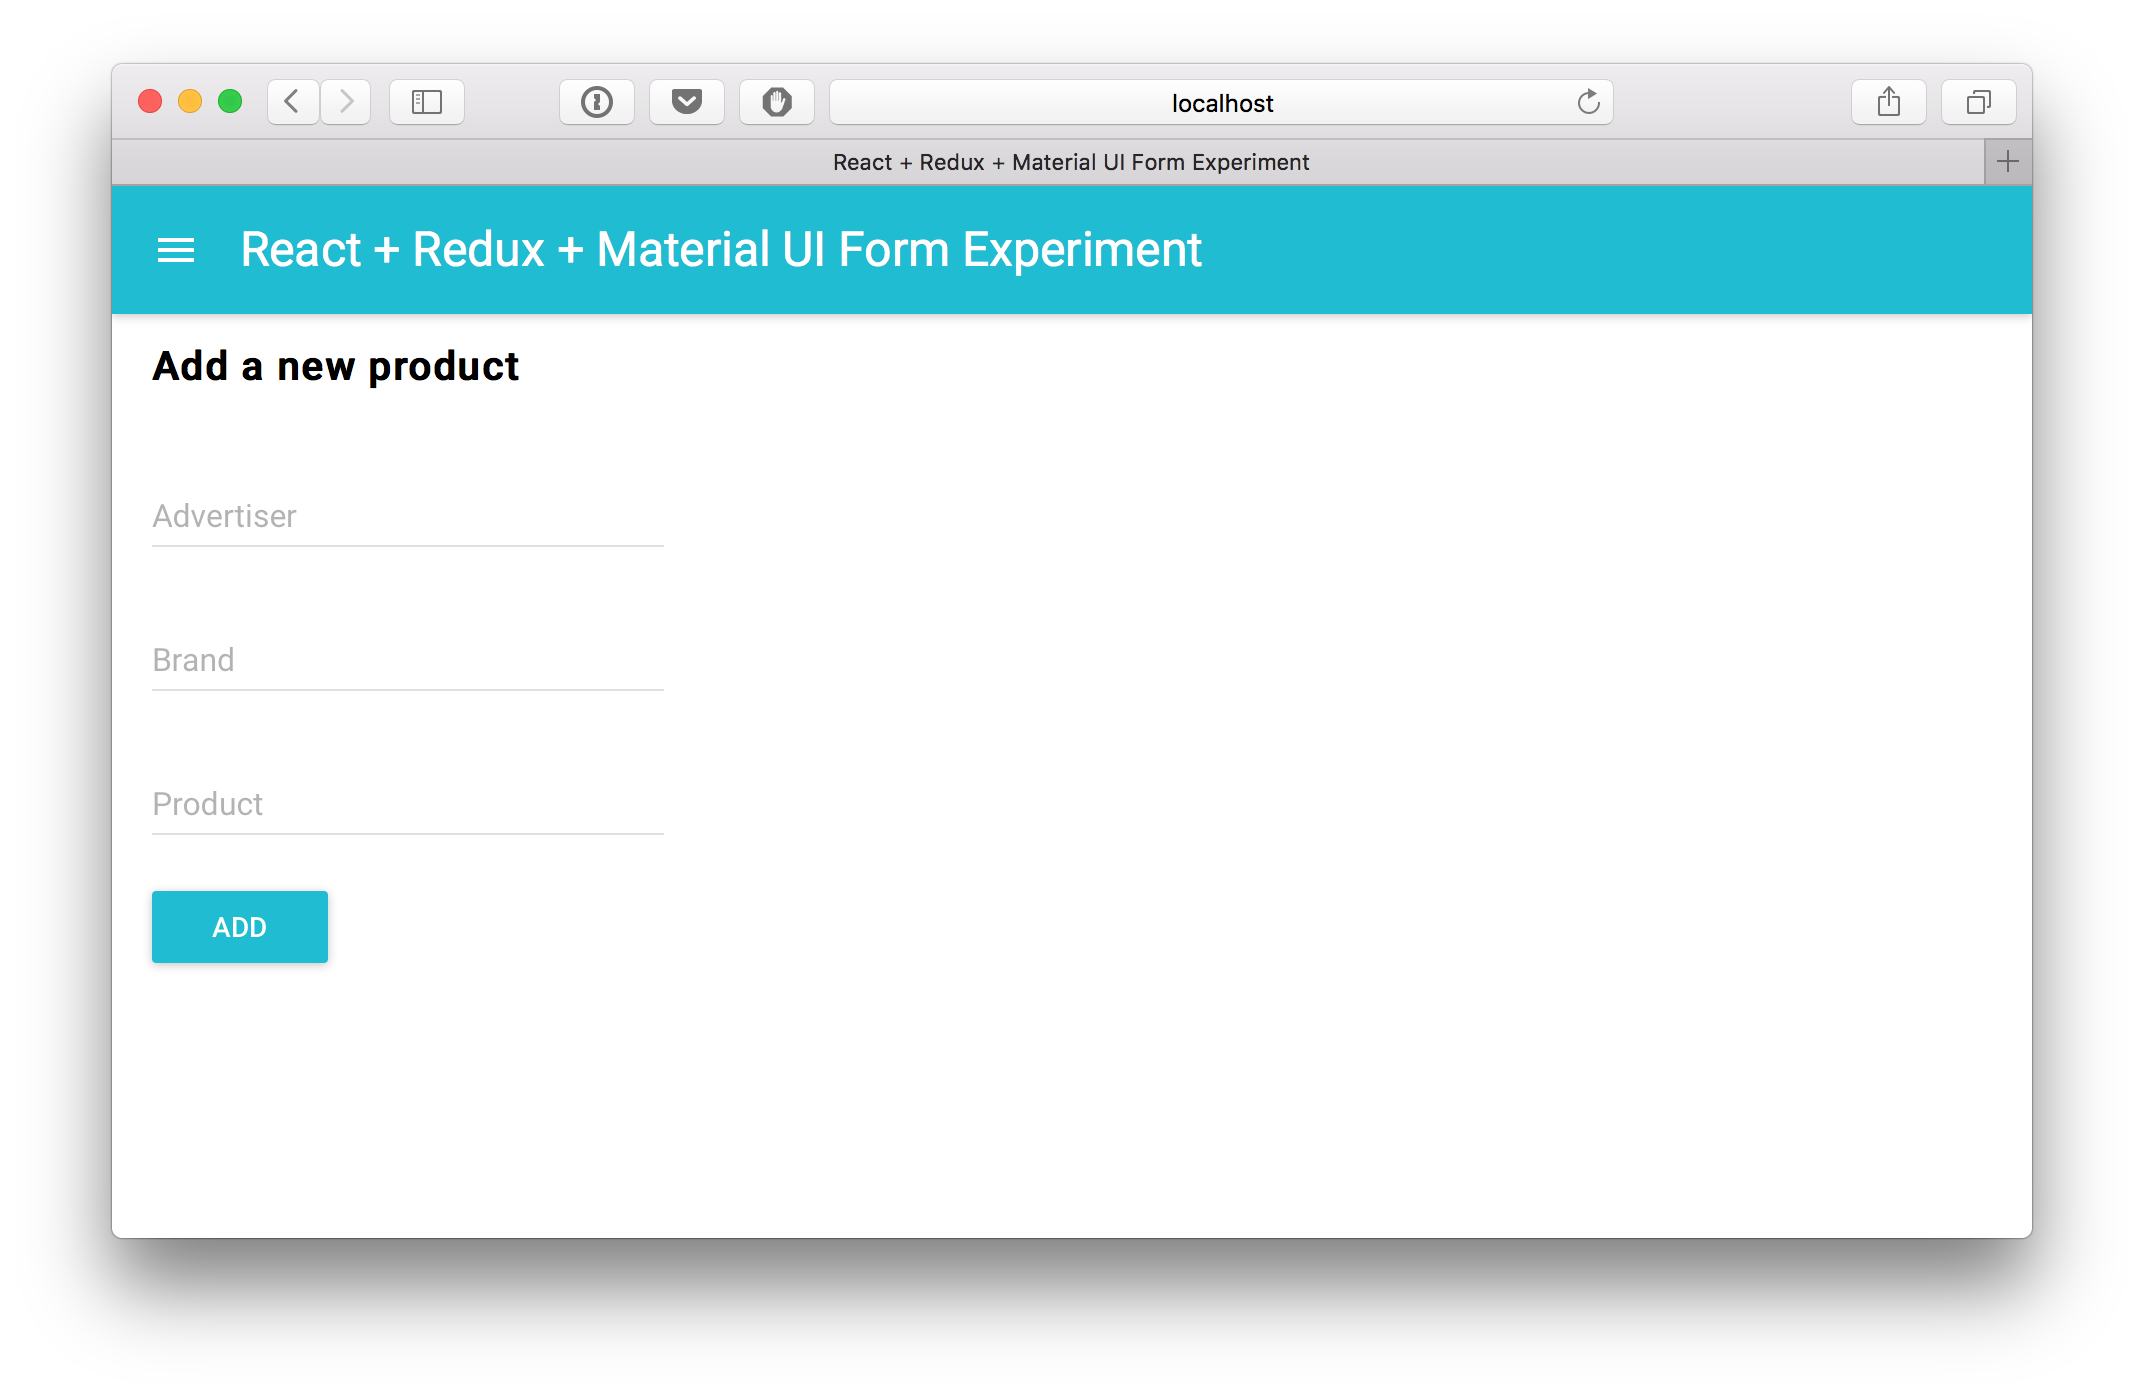 localhost
React + Redux + Material UI Form Experiment
React + Redux + Material UI Form Experiment
Add a new product
Advertiser
Brand
Product
ADD